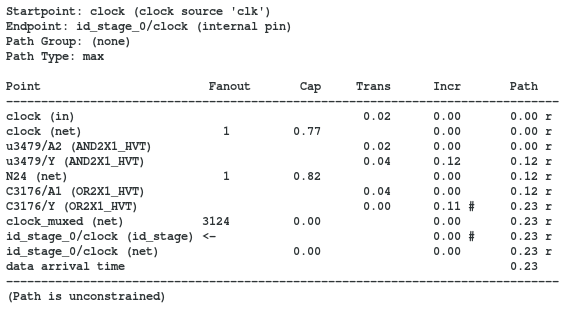 Startpoint: clock (clock source 'clk')
Endpoint: id_stage_0/clock (internal pin)
Path Group: (none)
Path Type: max
Point Fanout Cap Trans Incr Path
--------------------------------------------------------------------------------
clock (in) 0.02 0.00 0.00 r
clock (net) 1 0.77 0.00 0.00 r
u3479/A2 (AND2X1_HVT) 0.02 0.00 0.00 r
u3479/Y (AND2X1_HVT) 0.04 0.12 0.12 r
N24 (net) 1 0.82 0.00 0.12 r
C3176/A1 (OR2X1_HVT) 0.04 0.00 0.12 r
C3176/Y (OR2X1_HVT) 0.00 0.11 # 0.23 r
clock_muxed (net) 3124 0.00 0.00 0.23 r
id_stage_0/clock (id_stage) <- 0.00 # 0.23 r
id_stage_0/clock (net) 0.00 0.00 0.23 r
data arrival time 0.23
--------------------------------------------------------------------------------
(Path is unconstrained)